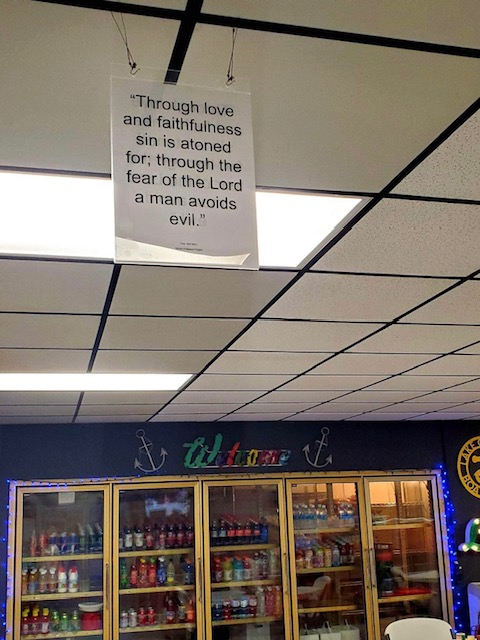 “Through love
and faithfulness
sin is atoned
for; through the
fear of the Lord
a man avoids
evil.”
Welcome